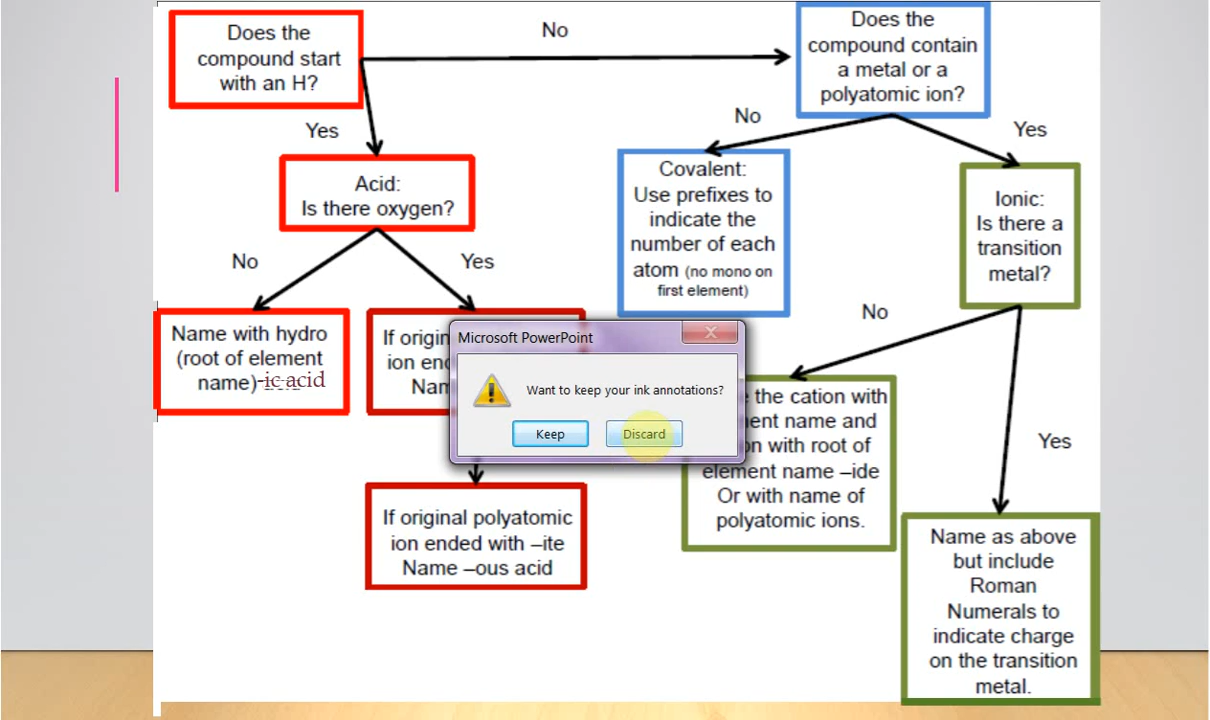 Does the
compound start
with an H?
No
Does the
compound contain
a metal or a
polyatomic ion?
Yes
No
Yes
Acid:
Is there oxygen?
Covalent:
Use prefixes to
indicate the
number of each
atom (no mono on
first element)
Ionic:
Is there a
transition
metal?
No
Yes
Name with hydro
(root of element
name)-ic acid
If
ion
Microsoft PowerPoint
Want to keep your ink annotations?
Keep
Discard
No
the cation with
name and
with root of
element name –ide
Or with name of
polyatomic ions.
Yes
If original polyatomic
ion ended with –ite
Name –ous acid
Name as above
but include
Roman
Numerals to
indicate charge
on the transition
metal.